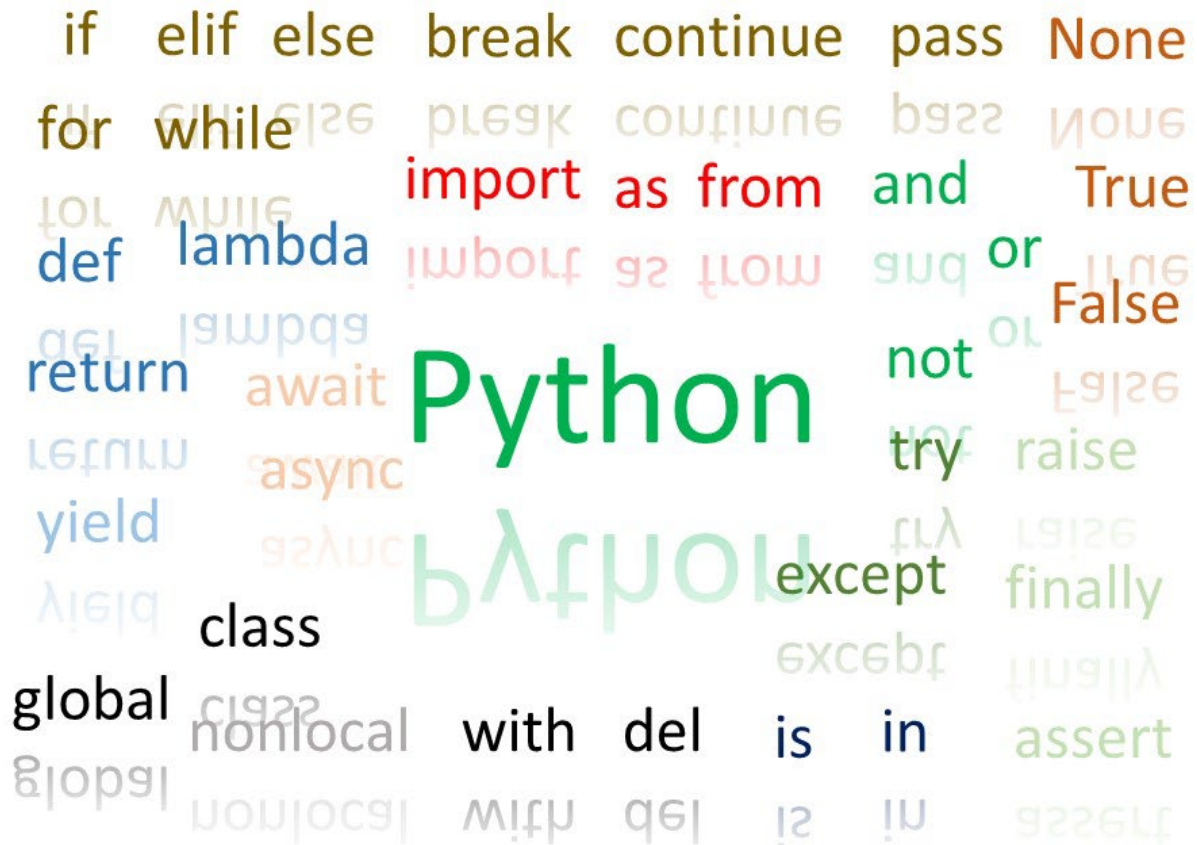 if elif else break continue pass None
for while
import as from and True
def lambda or
False
return await Python not
async try raise
yield
except finally
class
global
nonlocal with del is in assert